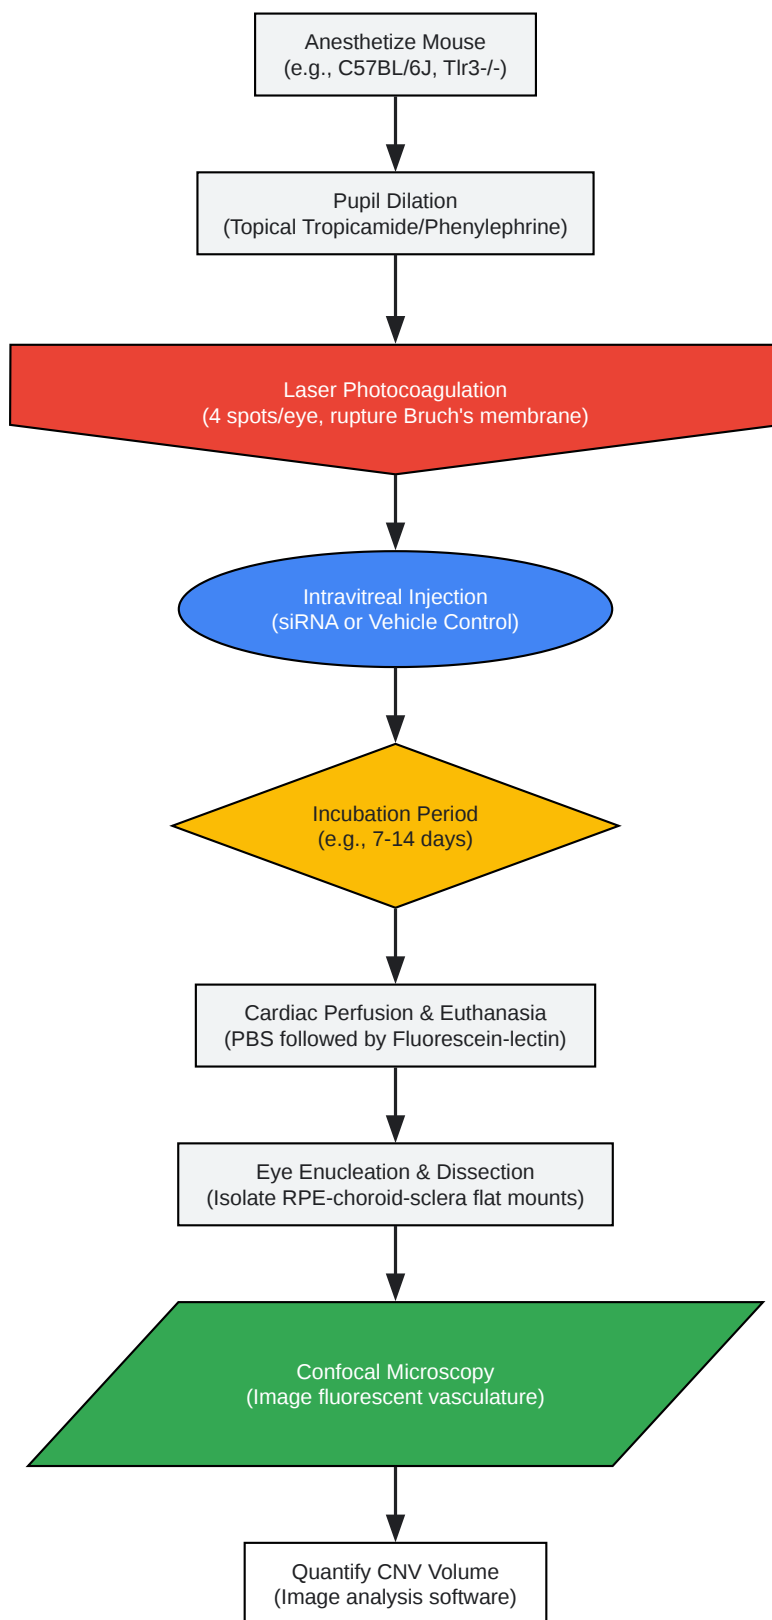 Anesthetize Mouse
(e.g., C57BL/6J, Tlr3-/-)
Pupil Dilation
(Topical Tropicamide/Phenylephrine)
Laser Photocoagulation
(4 spots/eye, rupture Bruch's membrane)
Intravitreal Injection
(siRNA or Vehicle Control)
Incubation Period
(e.g., 7-14 days)
Cardiac Perfusion & Euthanasia
(PBS followed by Fluorescein-lectin)
Eye Enucleation & Dissection
(Isolate RPE-choroid-sclera flat mounts)
Confocal Microscopy
(Image fluorescent vasculature)
Quantify CNV Volume
(Image analysis software)